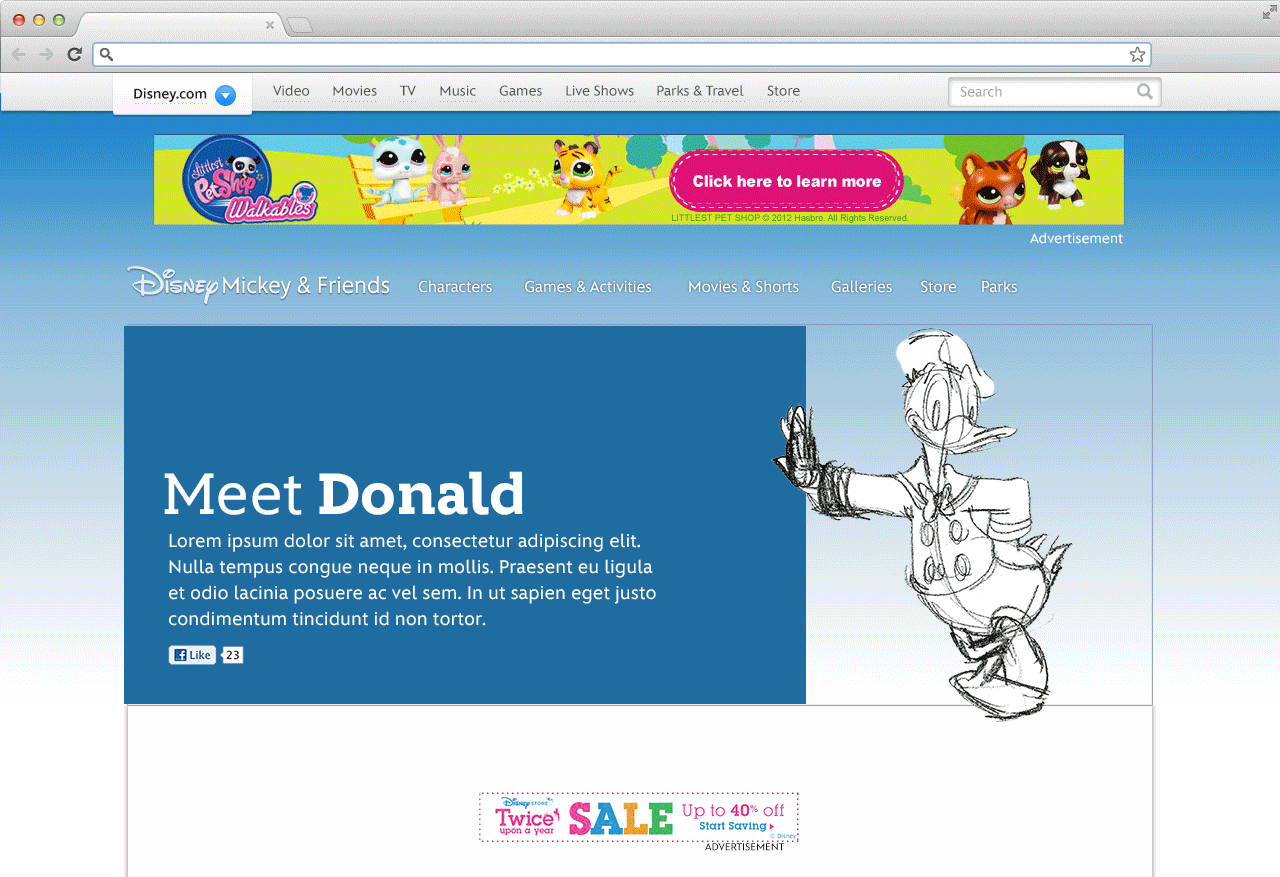 Disney.com Video Movies TV Music Games Live Shows Parks & Travel Store Search
Littlest
PetShop
Walkables
Click here to learn more
LITTLEST PET SHOP © 2012 Hasbro. All Rights Reserved.
Advertisement
Disney Mickey & Friends Characters Games & Activities Movies & Shorts Galleries Store Parks
Meet Donald
Lorem ipsum dolor sit amet, consectetur adipiscing elit.
Nulla tempus congue neque in mollis. Praesent eu ligula
et odio lacinia posuere ac vel sem. In ut sapien eget justo
condimentum tincidunt id non tortor.
Like 23
Disney STORE
Twice
upon a year
SALE
Up to 40% off
Start Saving
© Disney
ADVERTISEMENT